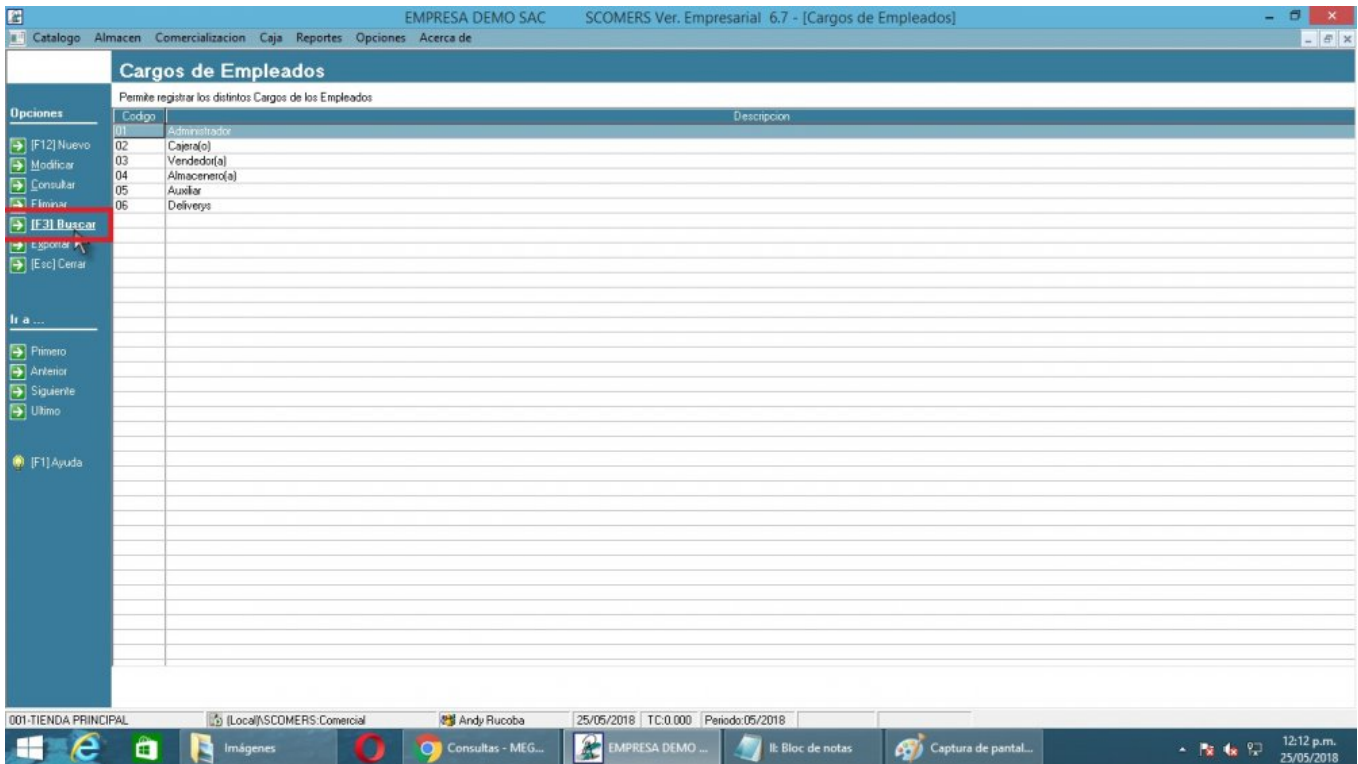 EMPRESA DEMO SAC SCOMERS Ver. Empresarial 6.7 - [Cargos de Empleados]
Catalogo Almacen Comercializacion Caja Reportes Opciones Acerca de
Cargos de Empleados
Permite registrar los distintos Cargos de los Empleados
Opciones
[F12] Nuevo
Modificar
Consultar
Eliminar
[F3] Buscar
Exportar
[Esc] Cerrar
Ir a ...
Primero
Anterior
Siguiente
Ultimo
[F1] Ayuda
Codigo Descripcion
01 Administrador
02 Cajera(o)
03 Vendedor(a)
04 Almacenero(a)
05 Auxiliar
06 Deliverys
001-TIENDA PRINCIPAL (Local)\SCOMERS:Comercial Andy Rucoba 25/05/2018 TC:0.000 Periodo:05/2018
Imágenes Consultas - MEG... EMPRESA DEMO ... II: Bloc de notas Captura de pantal... 12:12 p.m.
25/05/2018